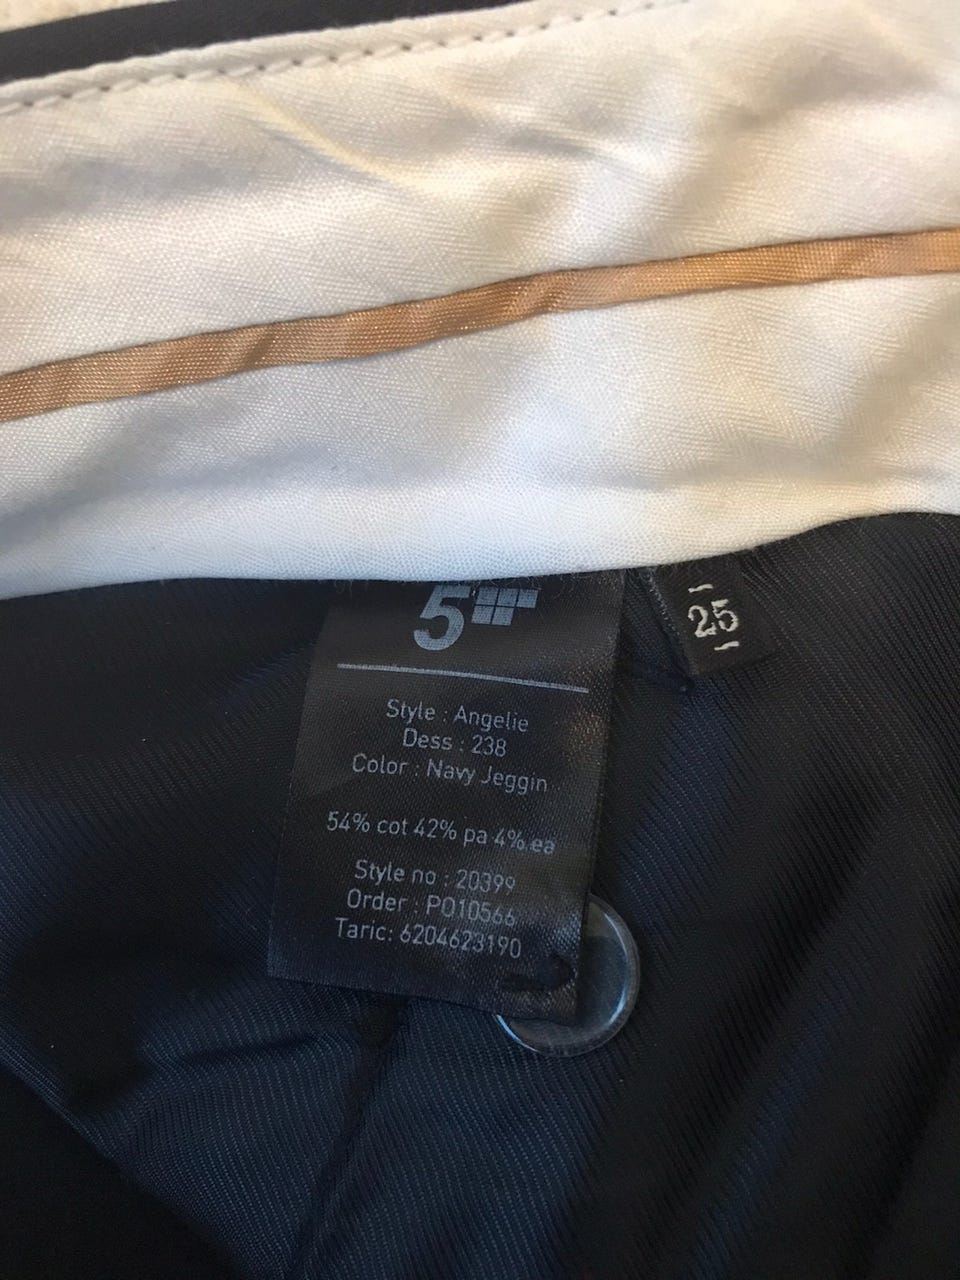 5
25
Style : Angelie
Dess : 238
Color : Navy Jeggin
54% cot 42% pa 4% ea
Style no : 20399
Order : PO10566
Taric: 6204623190